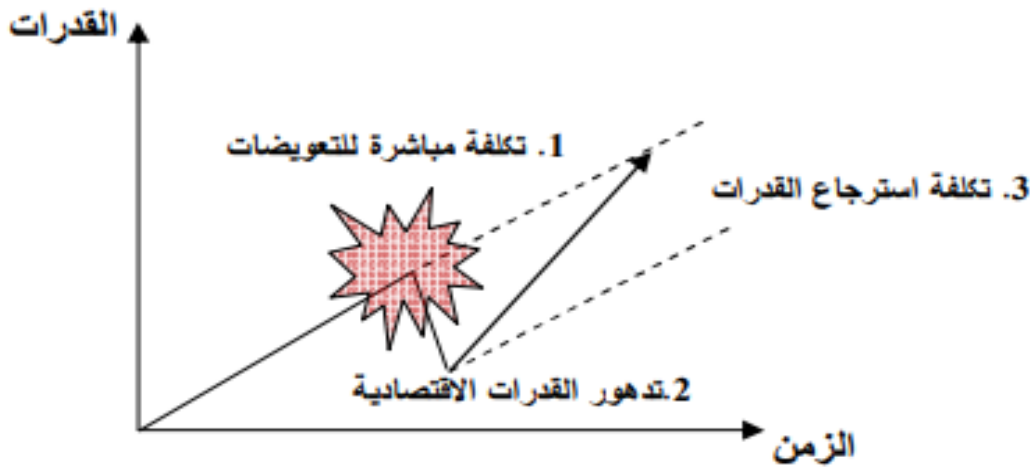 القدرات
1. تكلفة مباشرة للتعويضات
3. تكلفة استرجاع القدرات
2.تدهور القدرات الاقتصادية
الزمن